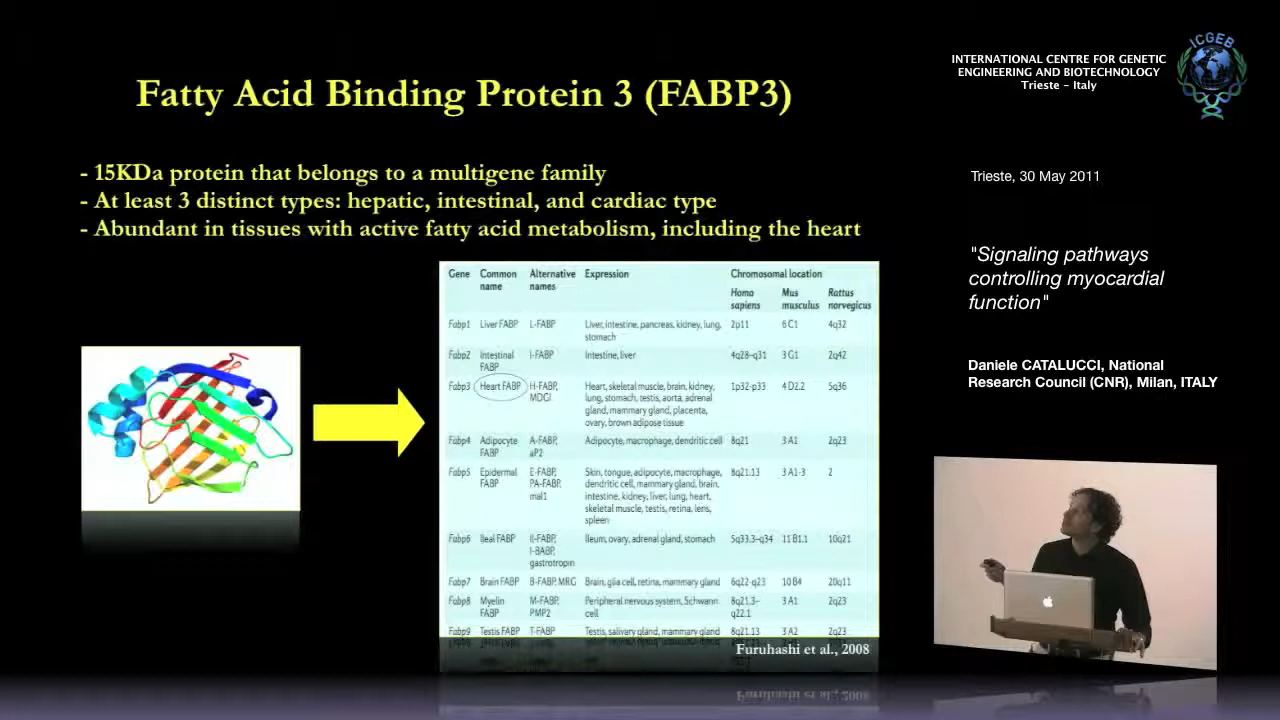 Fatty Acid Binding Protein 3 (FABP3)
- 15KDa protein that belongs to a multigene family
- At least 3 distinct types: hepatic, intestinal, and cardiac type
- Abundant in tissues with active fatty acid metabolism, including the heart
Gene Common name Alternative names Expression Chromosomal location
Homo sapiens Mus musculus Rattus norvegicus
Fabp1 Liver FABP L-FABP Liver, intestine, pancreas, kidney, lung, stomach 2p11 6 C1 4q32
Fabp2 Intestinal FABP I-FABP Intestine, liver 4q28-q31 3 G1 2q42
Fabp3 Heart FABP H-FABP, MDGI Heart, skeletal muscle, brain, kidney, lung, stomach, testis, aorta, adrenal gland, mammary gland, placenta, ovary, brown adipose tissue 1p32-p33 4 D2.2 5q36
Fabp4 Adipocyte FABP A-FABP, aP2 Adipocyte, macrophage, dendritic cell 8q21 3 A1 2q23
Fabp5 Epidermal FABP E-FABP, PA-FABP, mal1 Skin, tongue, adipocyte, macrophage, dendritic cell, mammary gland, brain, intestine, kidney, liver, lung, heart, skeletal muscle, testis, retina, lens, spleen 8q21.13 3 A1-3 2
Fabp6 Ileal FABP Il-FABP, I-BABP, gastrotropin Ileum, ovary, adrenal gland, stomach 5q33.3-q34 11 B1.1 10q21
Fabp7 Brain FABP B-FABP, MRG Brain, glia cell, retina, mammary gland 6q22-q23 10 B4 20q11
Fabp8 Myelin FABP M-FABP, PMP2 Peripheral nervous system, Schwann cell 8q21.3-q22.1 3 A1 2q23
Fabp9 Testis FABP T-FABP Testis, salivary gland, mammary gland 8q21.13 3 A2 2q23
Furuhashi et al., 2008
INTERNATIONAL CENTRE FOR GENETIC
ENGINEERING AND BIOTECHNOLOGY
Trieste - Italy
ICGEB
Trieste, 30 May 2011
"Signaling pathways
controlling myocardial
function"
Daniele CATALUCCI, National
Research Council (CNR), Milan, ITALY